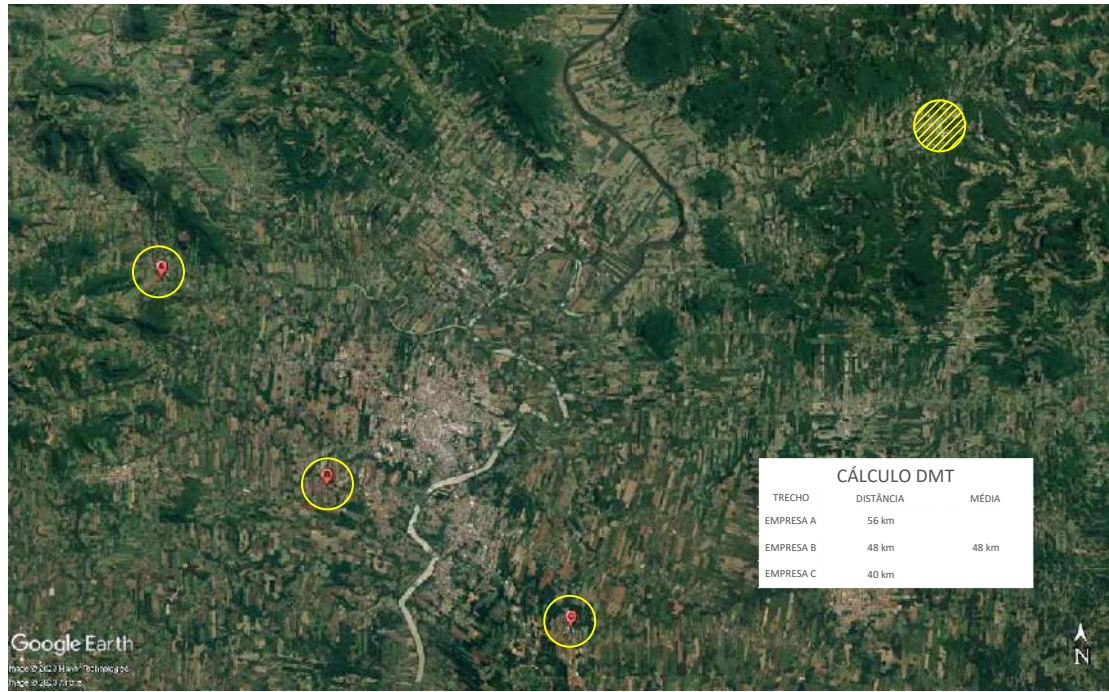 CÁLCULO DMT
TRECHO DISTÂNCIA MÉDIA
EMPRESA A 56 km
EMPRESA B 48 km 48 km
EMPRESA C 40 km
Google Earth
N